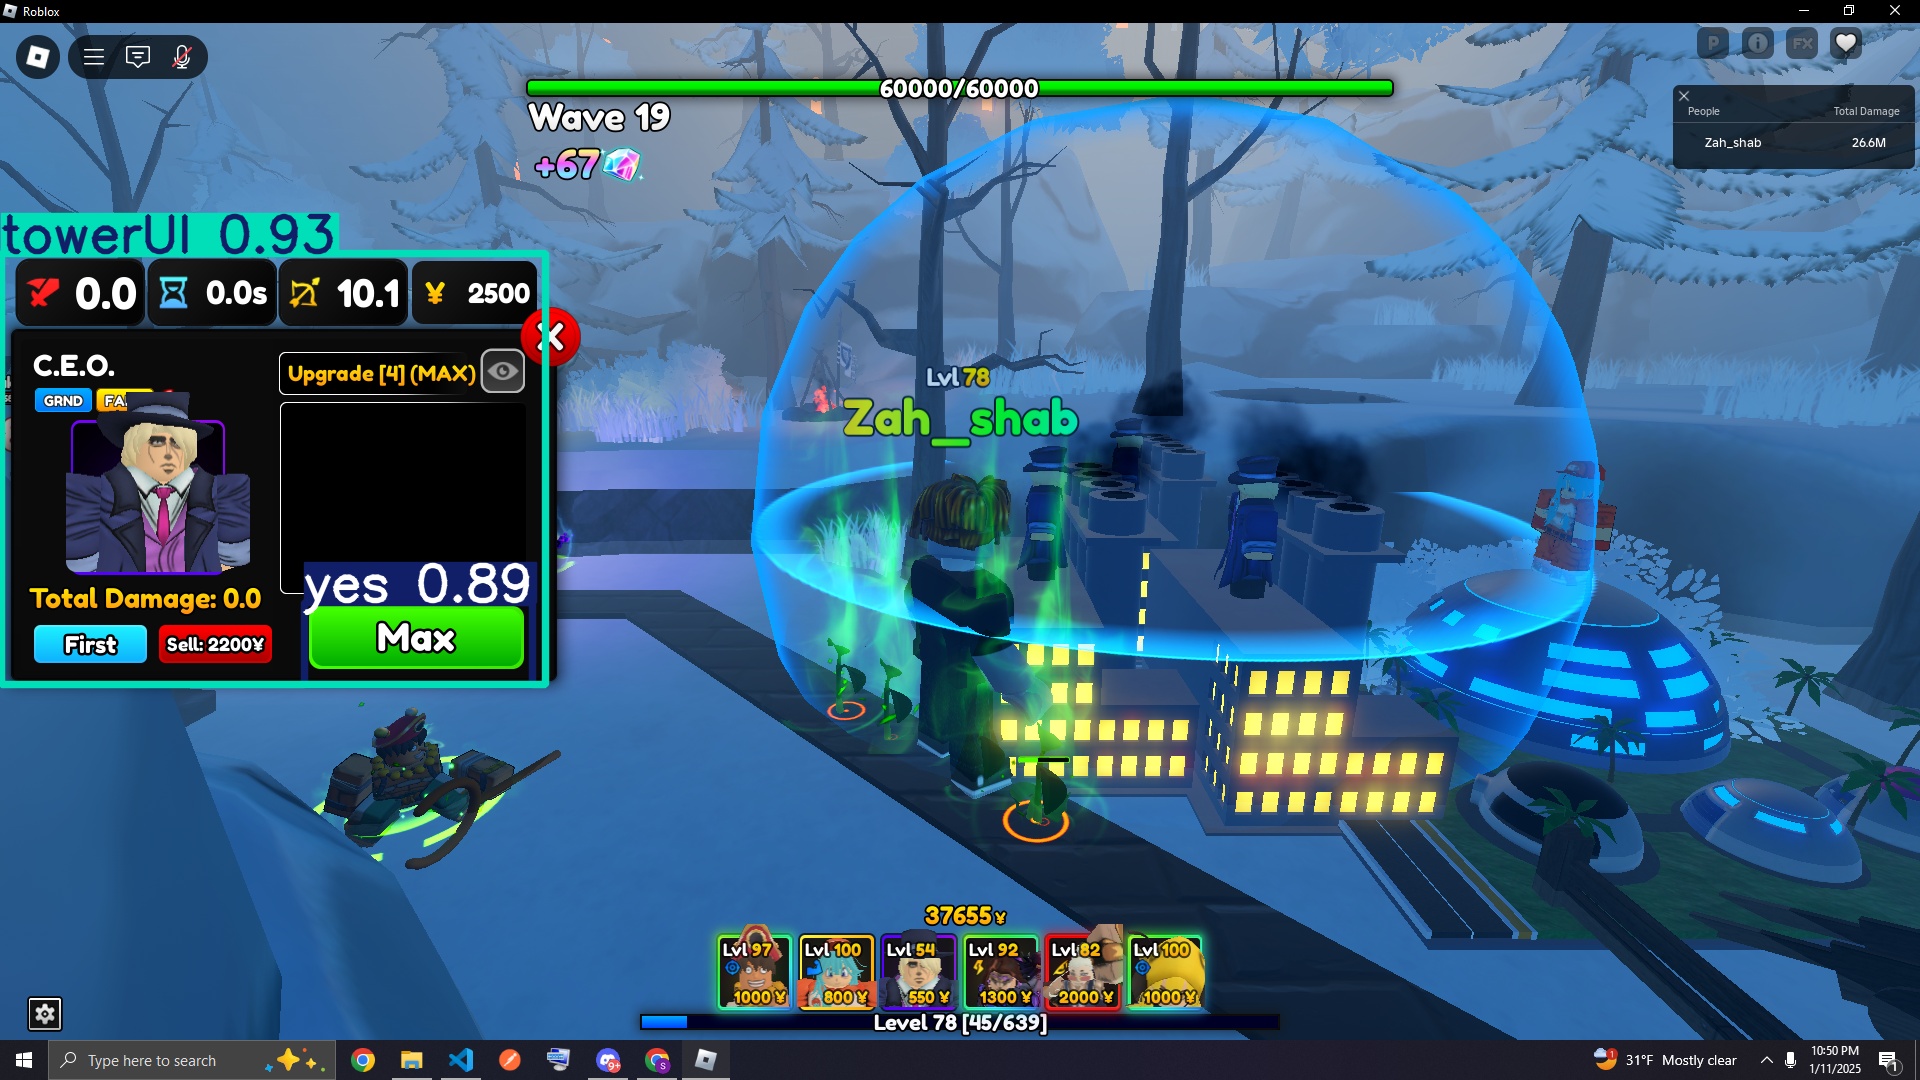 Roblox
P
FX
60000/60000
Wave 19
+67
People Total Damage
Zah_shab 26.6M
towerUI 0.93
0.0
0.0s
10.1
¥ 2500
C.E.O.
Upgrade [4] (MAX)
GRND
Lvl 78
Zah_shab
Total Damage: 0.0
yes 0.89
First
Sell: 2200¥
Max
37655¥
Lvl 97
Lvl 100
Lvl 54
Lvl 92
Lvl 82
Lvl 100
1000 ¥
800 ¥
550 ¥
1300 ¥
2000 ¥
1000 ¥
Level 78 [45/639]
Type here to search
31°F Mostly clear
10:50 PM
1/11/2025